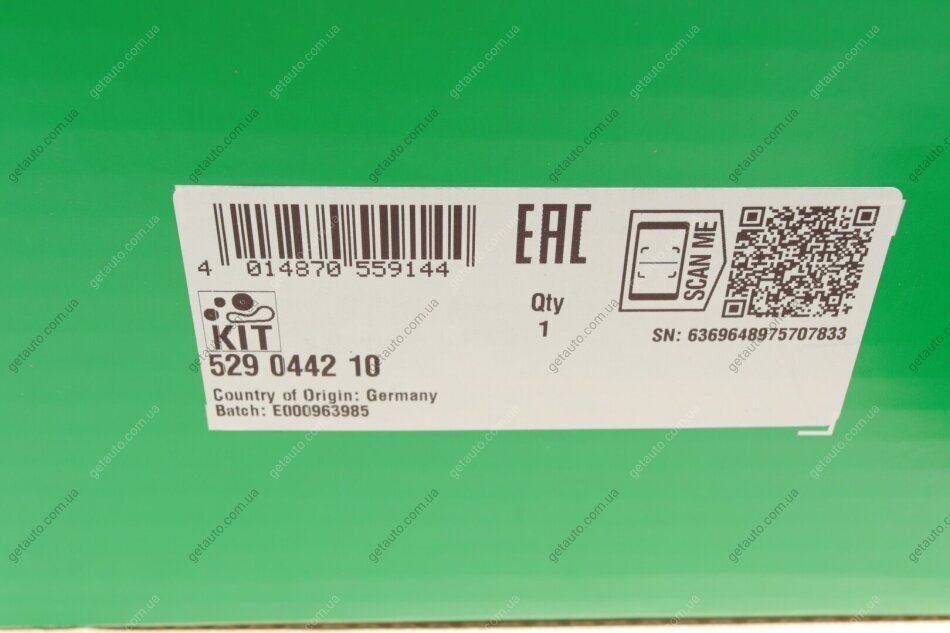 4 014870 559144
EAC
SCAN ME
Qty
1
SN: 6369648975707833
KIT
529 0442 10
Country of Origin: Germany
Batch: E000963985
getauto.com.ua